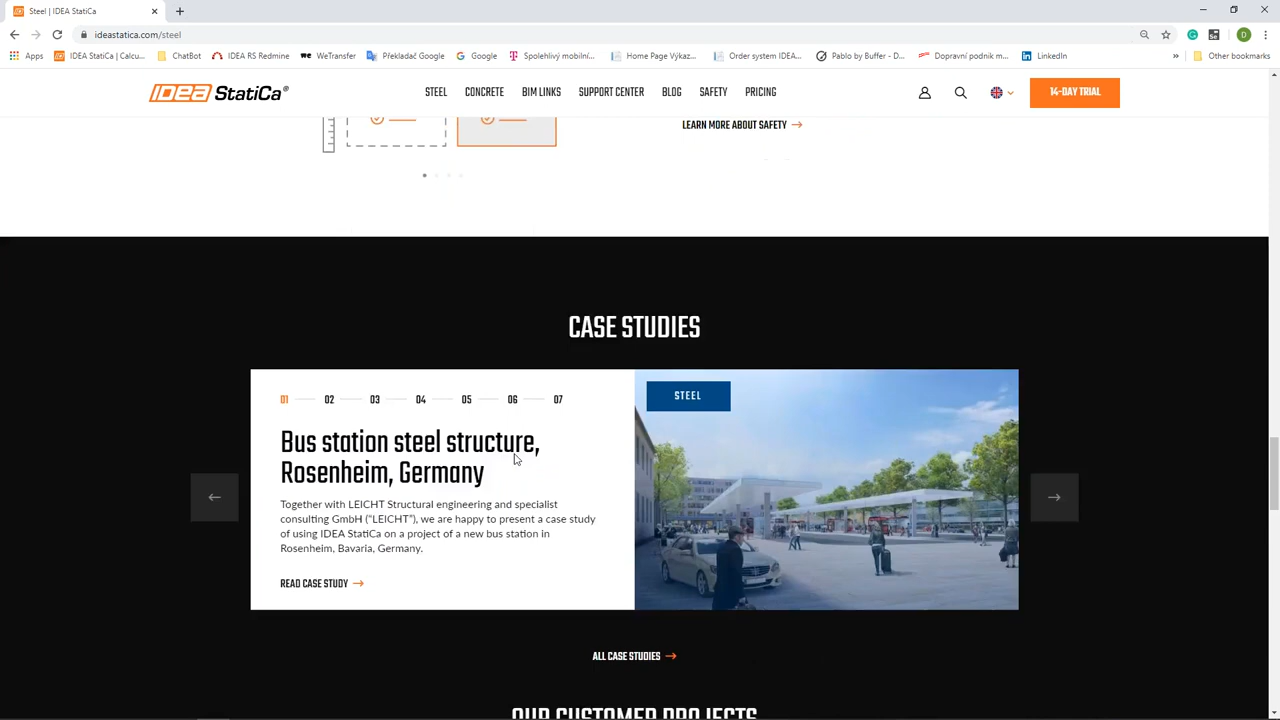 Steel | IDEA StatiCa
ideastatica.com/steel
Apps
IDEA StatiCa | Calcu...
ChatBot
IDEA RS Redmine
WeTransfer
Překladač Google
Google
Spolehlivý mobilní...
Home Page Výkaz...
Order system IDEA...
Pablo by Buffer - D...
Dopravní podnik m...
LinkedIn
»
Other bookmarks
IDEA StatiCa®
STEEL
CONCRETE
BIM LINKS
SUPPORT CENTER
BLOG
SAFETY
PRICING
14-DAY TRIAL
LEARN MORE ABOUT SAFETY
CASE STUDIES
01 02 03 04 05 06 07
STEEL
Bus station steel structure,
Rosenheim, Germany
Together with LEICHT Structural engineering and specialist
consulting GmbH (“LEICHT”), we are happy to present a case study
of using IDEA StatiCa on a project of a new bus station in
Rosenheim, Bavaria, Germany.
READ CASE STUDY
ALL CASE STUDIES
OUR CUSTOMER PROJECTS